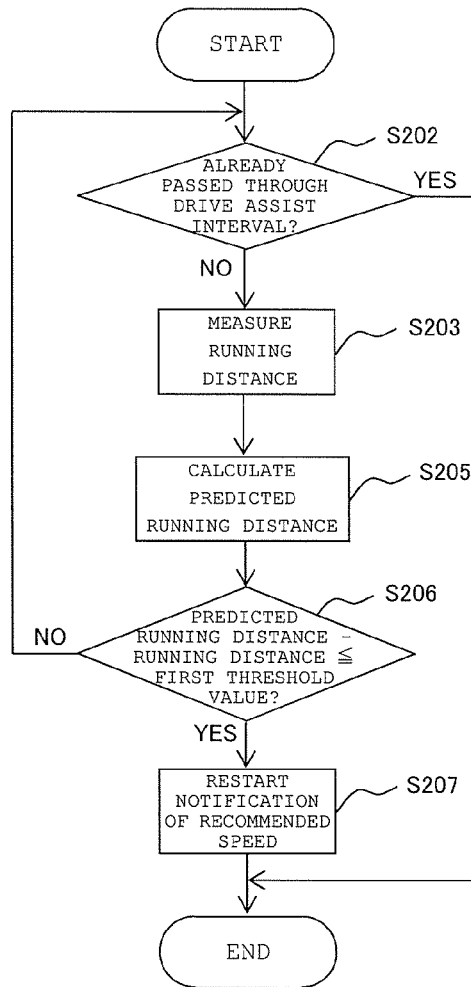 START
S202
ALREADY
PASSED THROUGH
DRIVE ASSIST
INTERVAL?
YES
NO
S203
MEASURE
RUNNING
DISTANCE
S205
CALCULATE
PREDICTED
RUNNING DISTANCE
S206
NO
PREDICTED
RUNNING DISTANCE -
RUNNING DISTANCE ≦
FIRST THRESHOLD
VALUE?
YES
S207
RESTART
NOTIFICATION
OF RECOMMENDED
SPEED
END